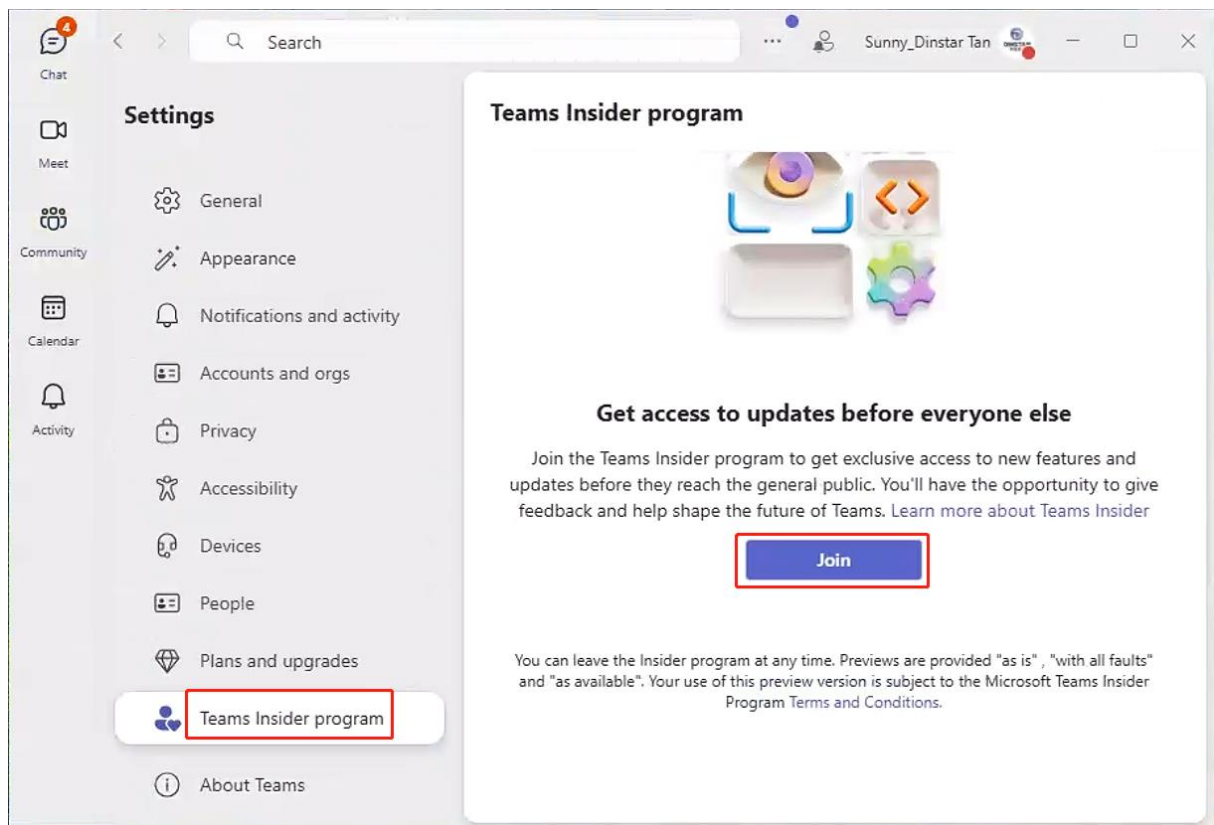 4
Chat
Meet
Community
Calendar
Activity
Search
...
Sunny_Dinstar Tan
Settings
General
Appearance
Notifications and activity
Accounts and orgs
Privacy
Accessibility
Devices
People
Plans and upgrades
Teams Insider program
About Teams
Teams Insider program
Get access to updates before everyone else
Join the Teams Insider program to get exclusive access to new features and
updates before they reach the general public. You'll have the opportunity to give
feedback and help shape the future of Teams. Learn more about Teams Insider
Join
You can leave the Insider program at any time. Previews are provided "as is" , "with all faults"
and "as available". Your use of this preview version is subject to the Microsoft Teams Insider
Program Terms and Conditions.